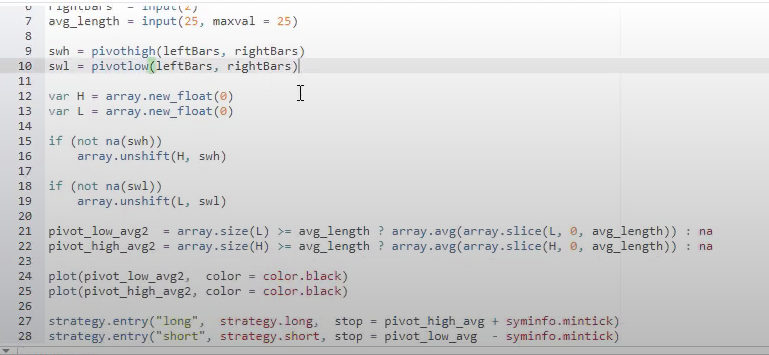 6 rightBars = input(2)
7 avg_length = input(25, maxval = 25)
8
9 swh = pivothigh(leftBars, rightBars)
10 swl = pivotlow(leftBars, rightBars)
11
12 var H = array.new_float(0)
13 var L = array.new_float(0)
14
15 if (not na(swh))
16 array.unshift(H, swh)
17
18 if (not na(swl))
19 array.unshift(L, swl)
20
21 pivot_low_avg2 = array.size(L) >= avg_length ? array.avg(array.slice(L, 0, avg_length)) : na
22 pivot_high_avg2 = array.size(H) >= avg_length ? array.avg(array.slice(H, 0, avg_length)) : na
23
24 plot(pivot_low_avg2, color = color.black)
25 plot(pivot_high_avg2, color = color.black)
26
27 strategy.entry("long", strategy.long, stop = pivot_high_avg + syminfo.mintick)
28 strategy.entry("short", strategy.short, stop = pivot_low_avg - syminfo.mintick)